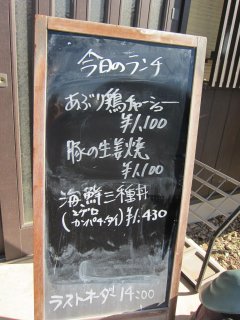 今日のランチ
あぶり鶏チャーシュー
¥1,100
豚の生姜焼
¥1,100
海鮮三種丼
(マグロ
カンパチ・タイ) ¥1,430
ラストオーダー 14:00